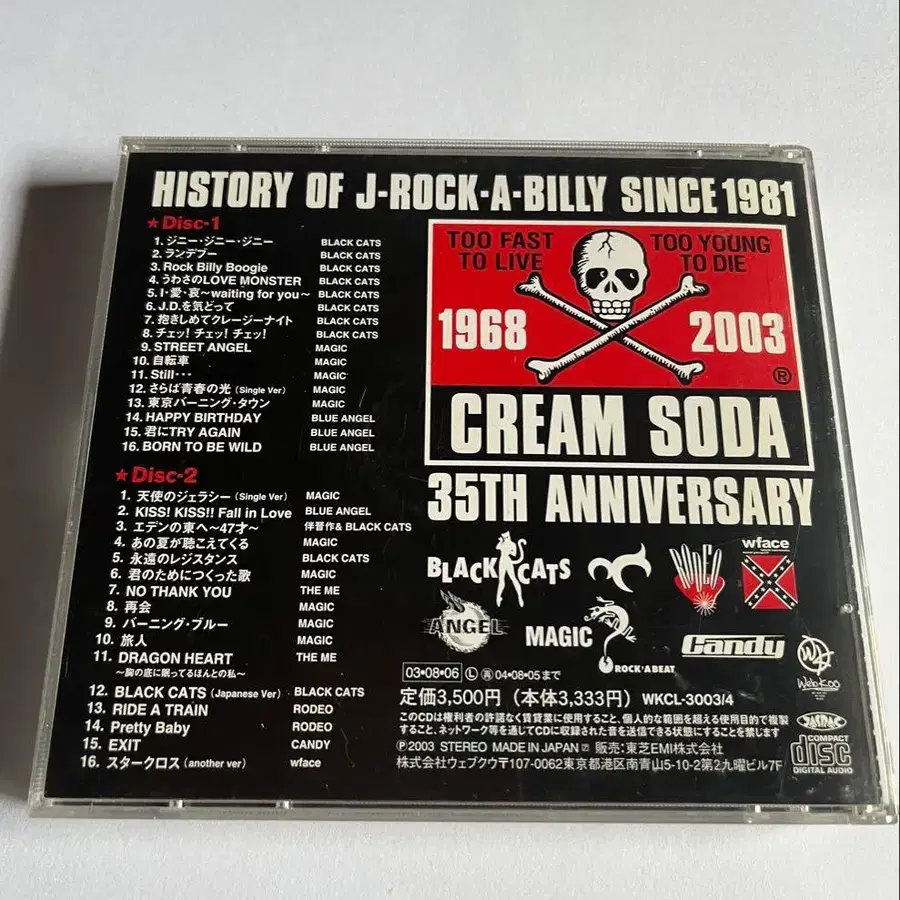 HISTORY OF J-ROCK-A-BILLY SINCE 1981
★Disc-1
1. ジニー・ジニー・ジニー BLACK CATS
2. ランデブー BLACK CATS
3. Rock Billy Boogie BLACK CATS
4. うわさのLOVE MONSTER BLACK CATS
5. I・愛・哀〜waiting for you〜 BLACK CATS
6. J.D.を気どって BLACK CATS
7.抱きしめてクレージーナイト BLACK CATS
8. チェッ! チェッ! チェッ! BLACK CATS
9. STREET ANGEL MAGIC
10. 自転車 MAGIC
11. Still・・・ MAGIC
12. さらば青春の光 (Single Ver) MAGIC
13. 東京バーニング・タウン MAGIC
14. HAPPY BIRTHDAY BLUE ANGEL
15. 君にTRY AGAIN BLUE ANGEL
16. BORN TO BE WILD BLUE ANGEL
★Disc-2
1. 天使のジェラシー (Single Ver) MAGIC
2. KISS! KISS!! Fall in Love BLUE ANGEL
3. エデンの東へ〜47才〜 伴晋作& BLACK CATS
4. あの夏が聴こえてくる MAGIC
5. 永遠のレジスタンス BLACK CATS
6. 君のためにつくった歌 MAGIC
7. NO THANK YOU THE ME
8. 再会 MAGIC
9. バーニング・ブルー MAGIC
10. 旅人 MAGIC
11. DRAGON HEART THE ME
〜胸の底に眠ってるほんとの私〜
12. BLACK CATS (Japanese Ver) BLACK CATS
13. RIDE A TRAIN RODEO
14. Pretty Baby RODEO
15. EXIT CANDY
16. スタークロス (another ver) wface
TOO FAST TO LIVE
TOO YOUNG TO DIE
1968 2003
®
CREAM SODA
35TH ANNIVERSARY
BLACK CATS
RODEO
wface
ANGEL
MAGIC
ROCK'A BEAT
Candy
Web-Koo
03・08・06 Ⓛ 再 04・08・05 まで
定価3,500円 (本体3,333円) WKCL-3003/4
このCDは権利者の許諾なく賃貸業に使用すること、個人的な範囲を超える使用目的で複製
すること、ネットワーク等を通じてCDに収録された音を送信できる状態にすることを禁じます
Ⓟ2003 STEREO MADE IN JAPAN 販売:東芝EMI株式会社
株式会社ウェブクウ〒107-0062東京都港区南青山5-10-2第2九曜ビル7F
JASRAC
COMPACT
disc
DIGITAL AUDIO